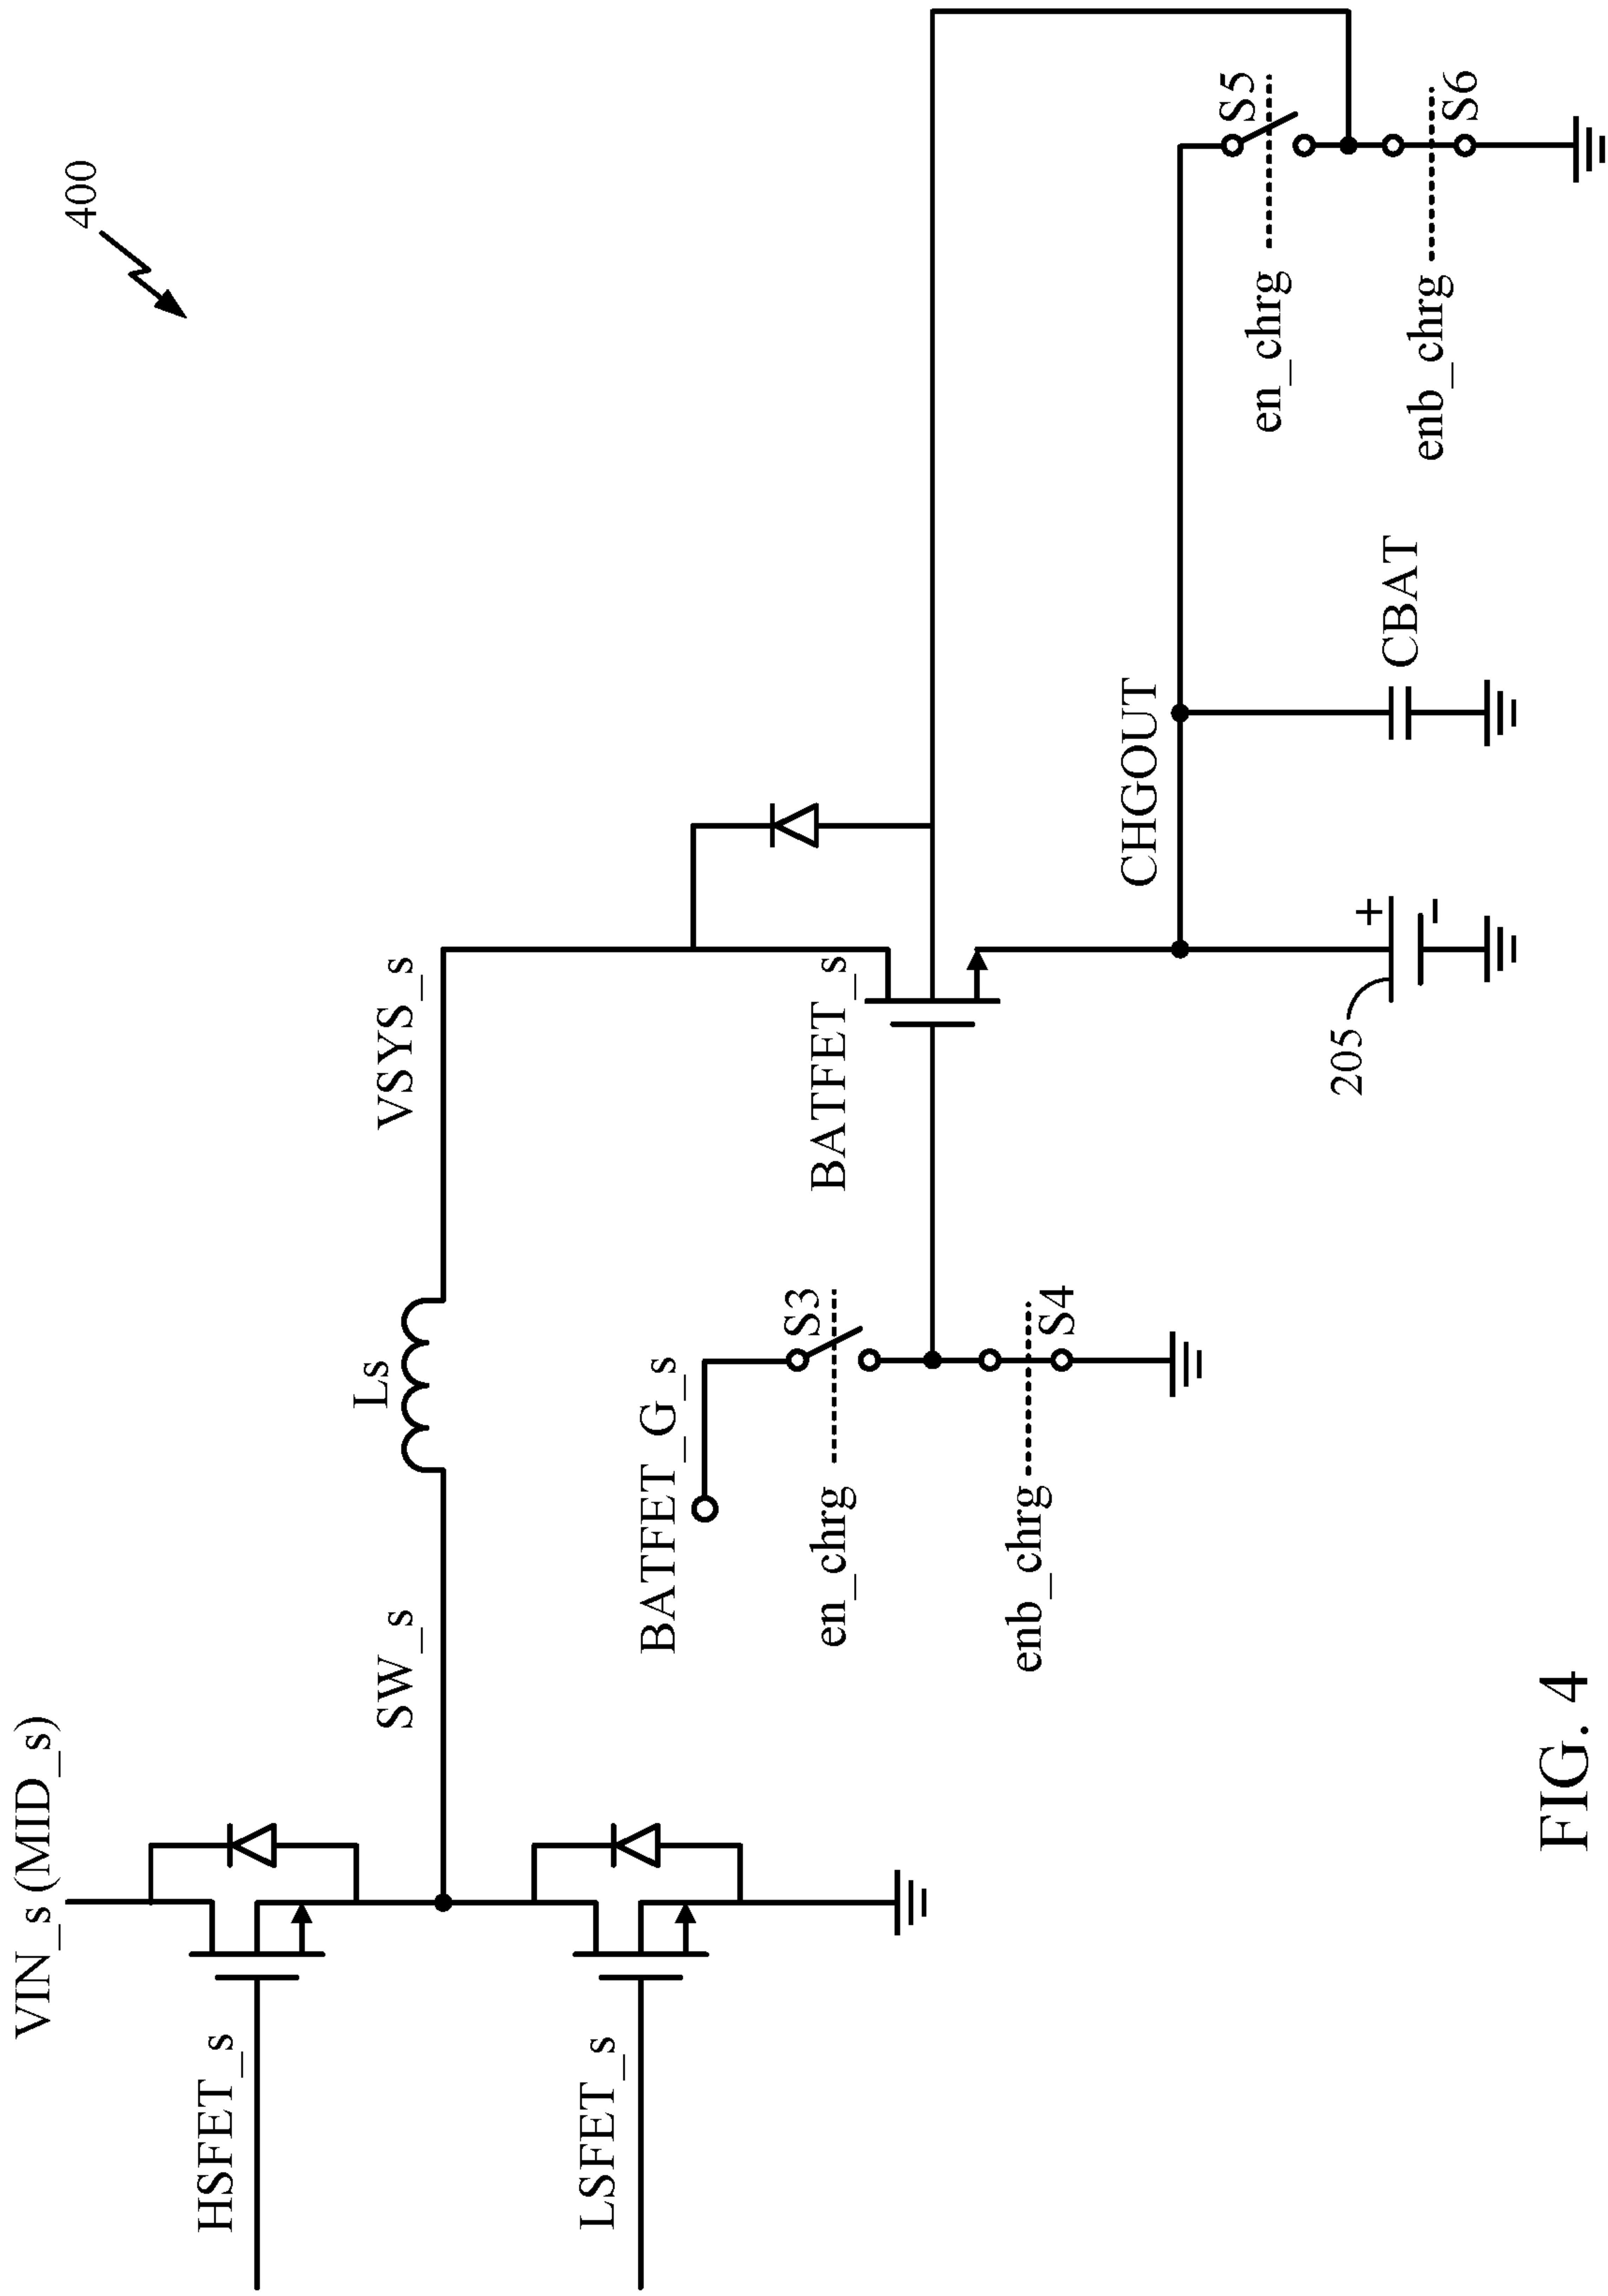 400
VIN_s (MID_s)
HSFET_s
LSFET_s
SW_s
Ls
VSYS_s
BATFET_G_s
S3
en_chrg
S4
enb_chrg
BATFET_s
CHGOUT
+
−
205
CBAT
S5
en_chrg
S6
enb_chrg
FIG. 4